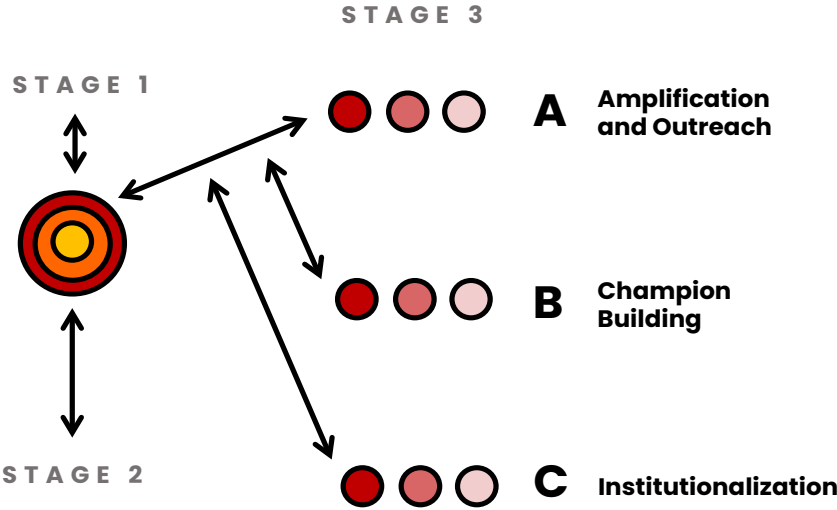 STAGE 3
STAGE 1
A
Amplification
and Outreach
B
Champion
Building
STAGE 2
C
Institutionalization